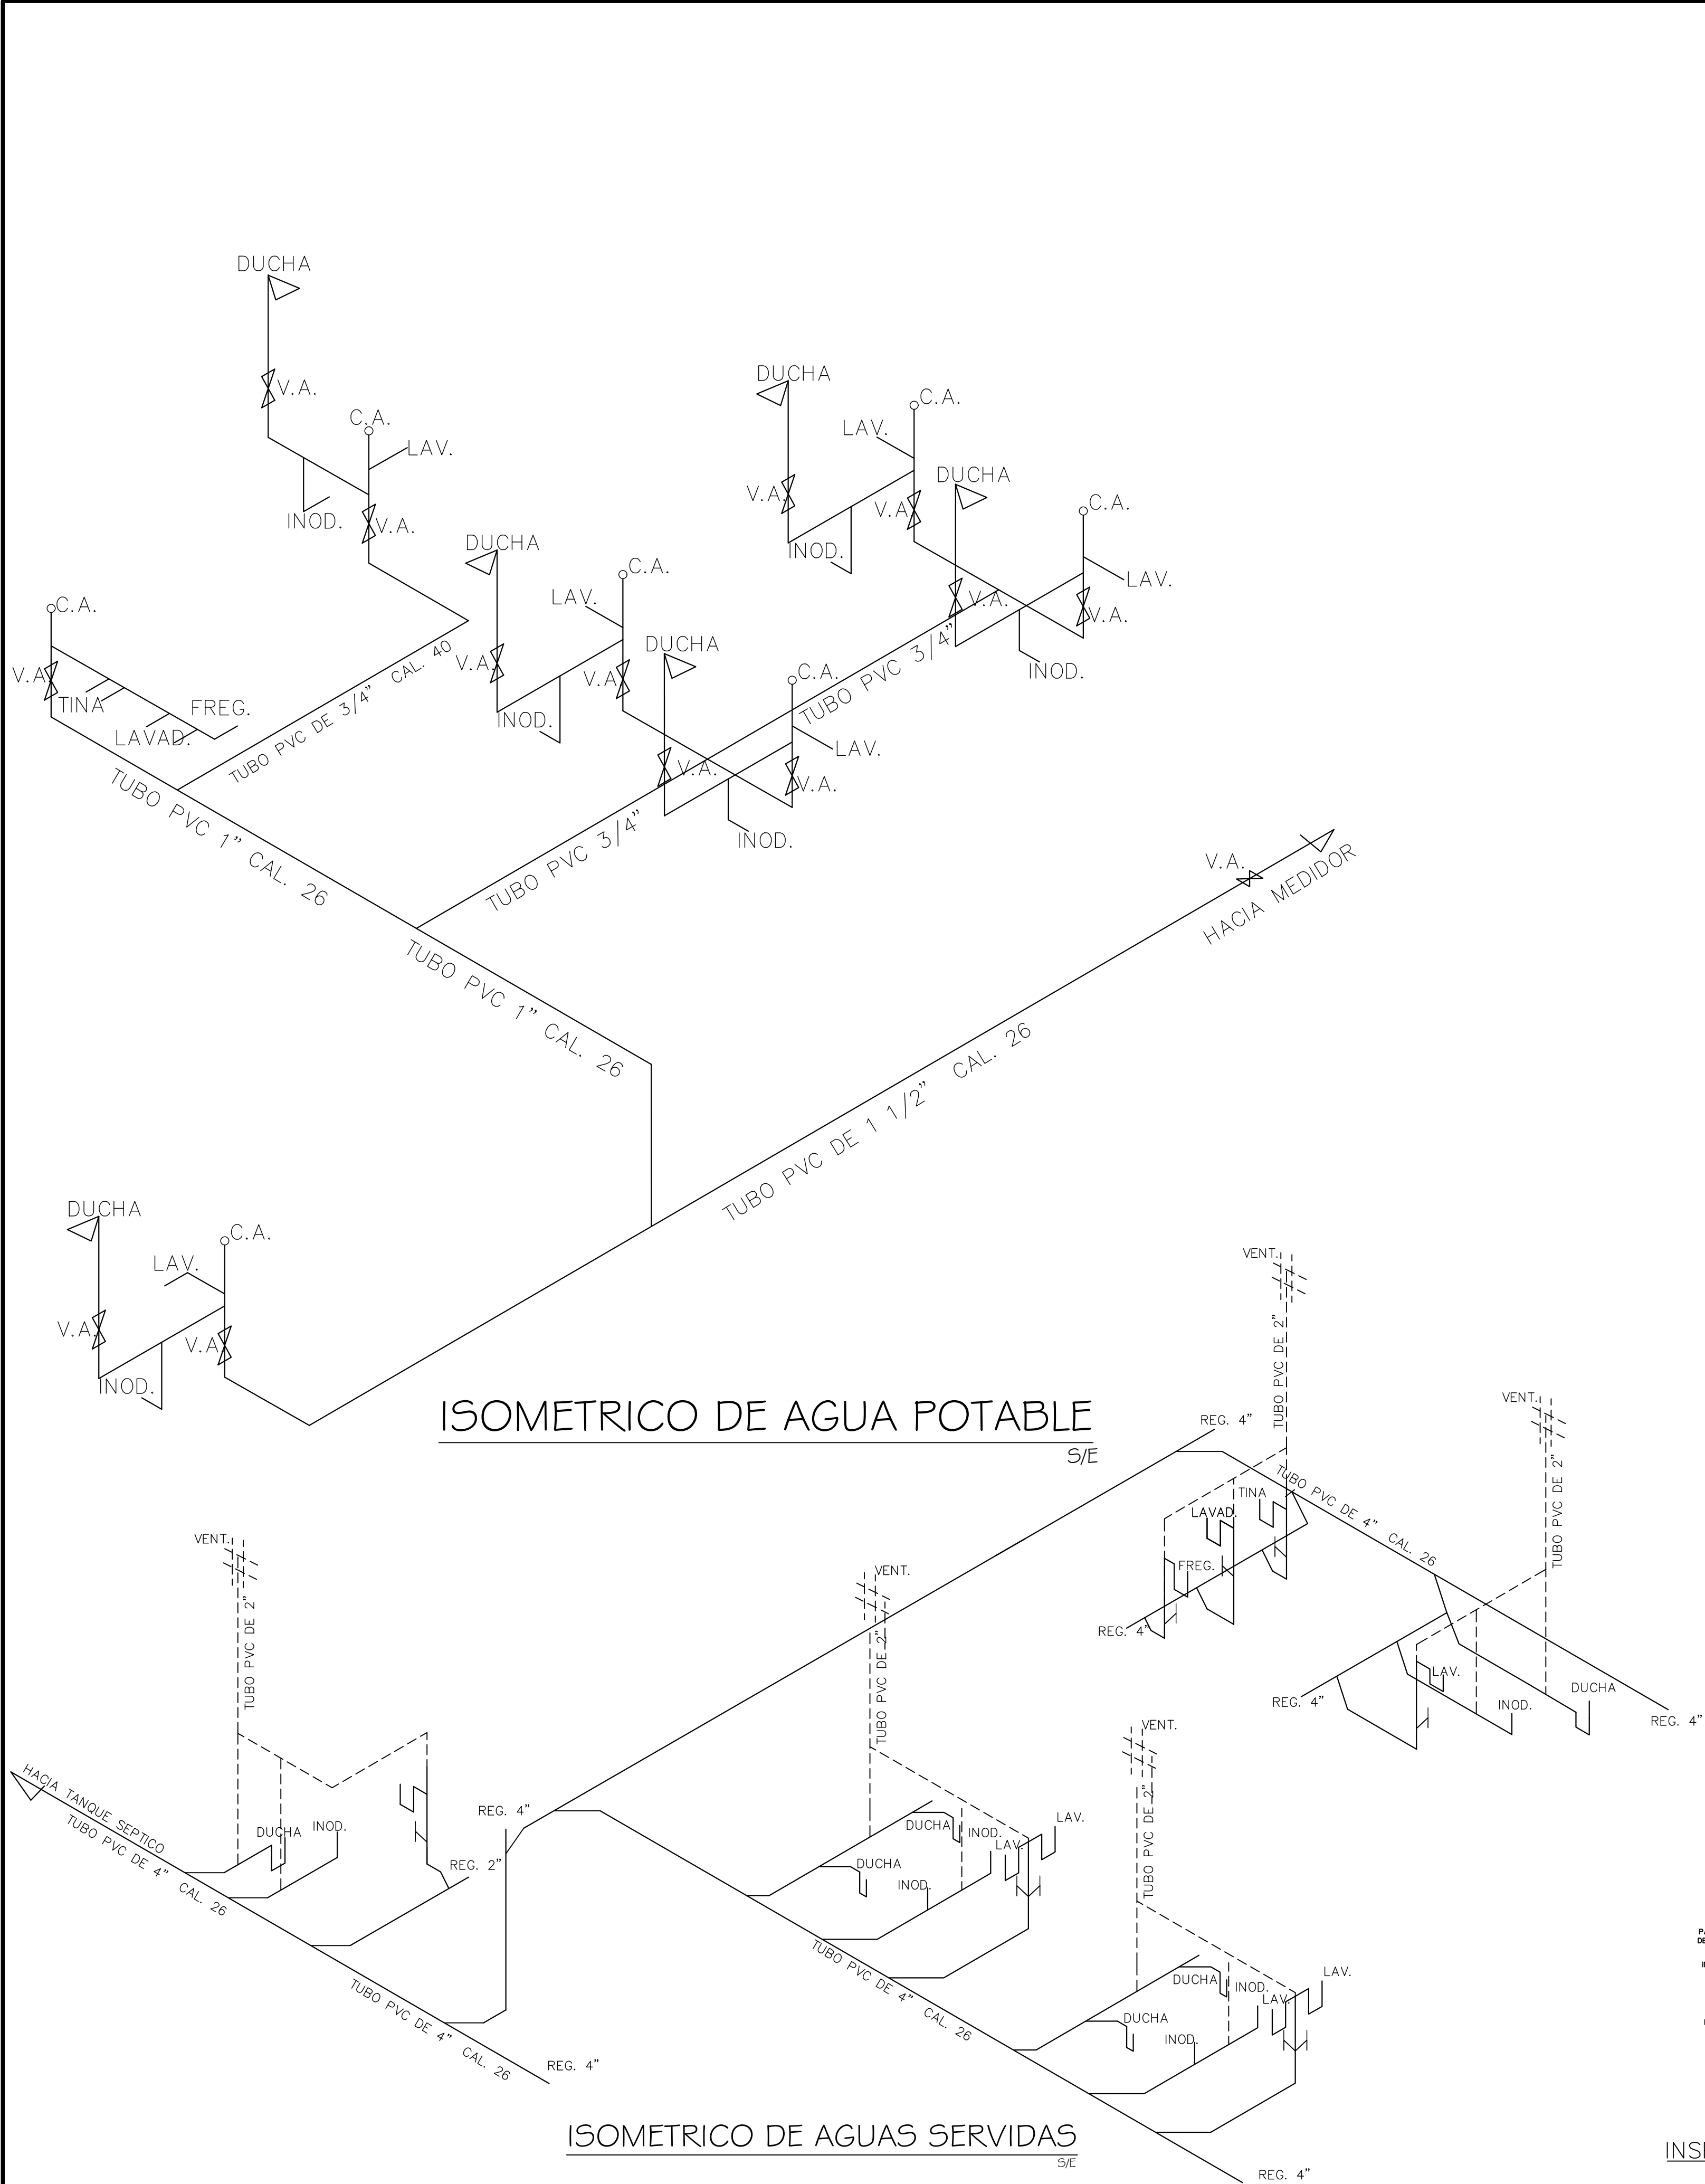 DUCHA
V.A.
C.A.
LAV.
INOD.
V.A.
DUCHA
C.A.
LAV.
V.A.
V.A.
INOD.
DUCHA
C.A.
V.A.
LAV.
V.A.
INOD.
DUCHA
C.A.
LAV.
V.A.
V.A.
INOD.
DUCHA
C.A.
V.A.
LAV.
V.A.
INOD.
C.A.
V.A.
TINA
LAVAD.
FREG.
TUBO PVC DE 3/4" CAL. 40
TUBO PVC 3/4"
TUBO PVC 1" CAL. 26
TUBO PVC 3/4"
V.A.
HACIA MEDIDOR
TUBO PVC 1" CAL. 26
TUBO PVC DE 1 1/2" CAL. 26
DUCHA
C.A.
LAV.
V.A.
V.A.
INOD.
ISOMETRICO DE AGUA POTABLE
S/E
VENT.
TUBO PVC DE 2"
REG. 4"
TUBO PVC DE 4" CAL. 26
TINA
LAVAD.
FREG.
REG. 4"
VENT.
TUBO PVC DE 2"
LAV.
INOD.
DUCHA
REG. 4"
REG. 4"
VENT.
TUBO PVC DE 2"
HACIA TANQUE SEPTICO
TUBO PVC DE 4" CAL. 26
DUCHA
INOD.
REG. 4"
REG. 2"
TUBO PVC DE 4" CAL. 26
REG. 4"
VENT.
TUBO PVC DE 2"
DUCHA
INOD.
LAV.
LAV.
DUCHA
INOD.
TUBO PVC DE 4" CAL. 26
VENT.
TUBO PVC DE 2"
DUCHA
INOD.
LAV.
LAV.
DUCHA
INOD.
REG. 4"
ISOMETRICO DE AGUAS SERVIDAS
S/E